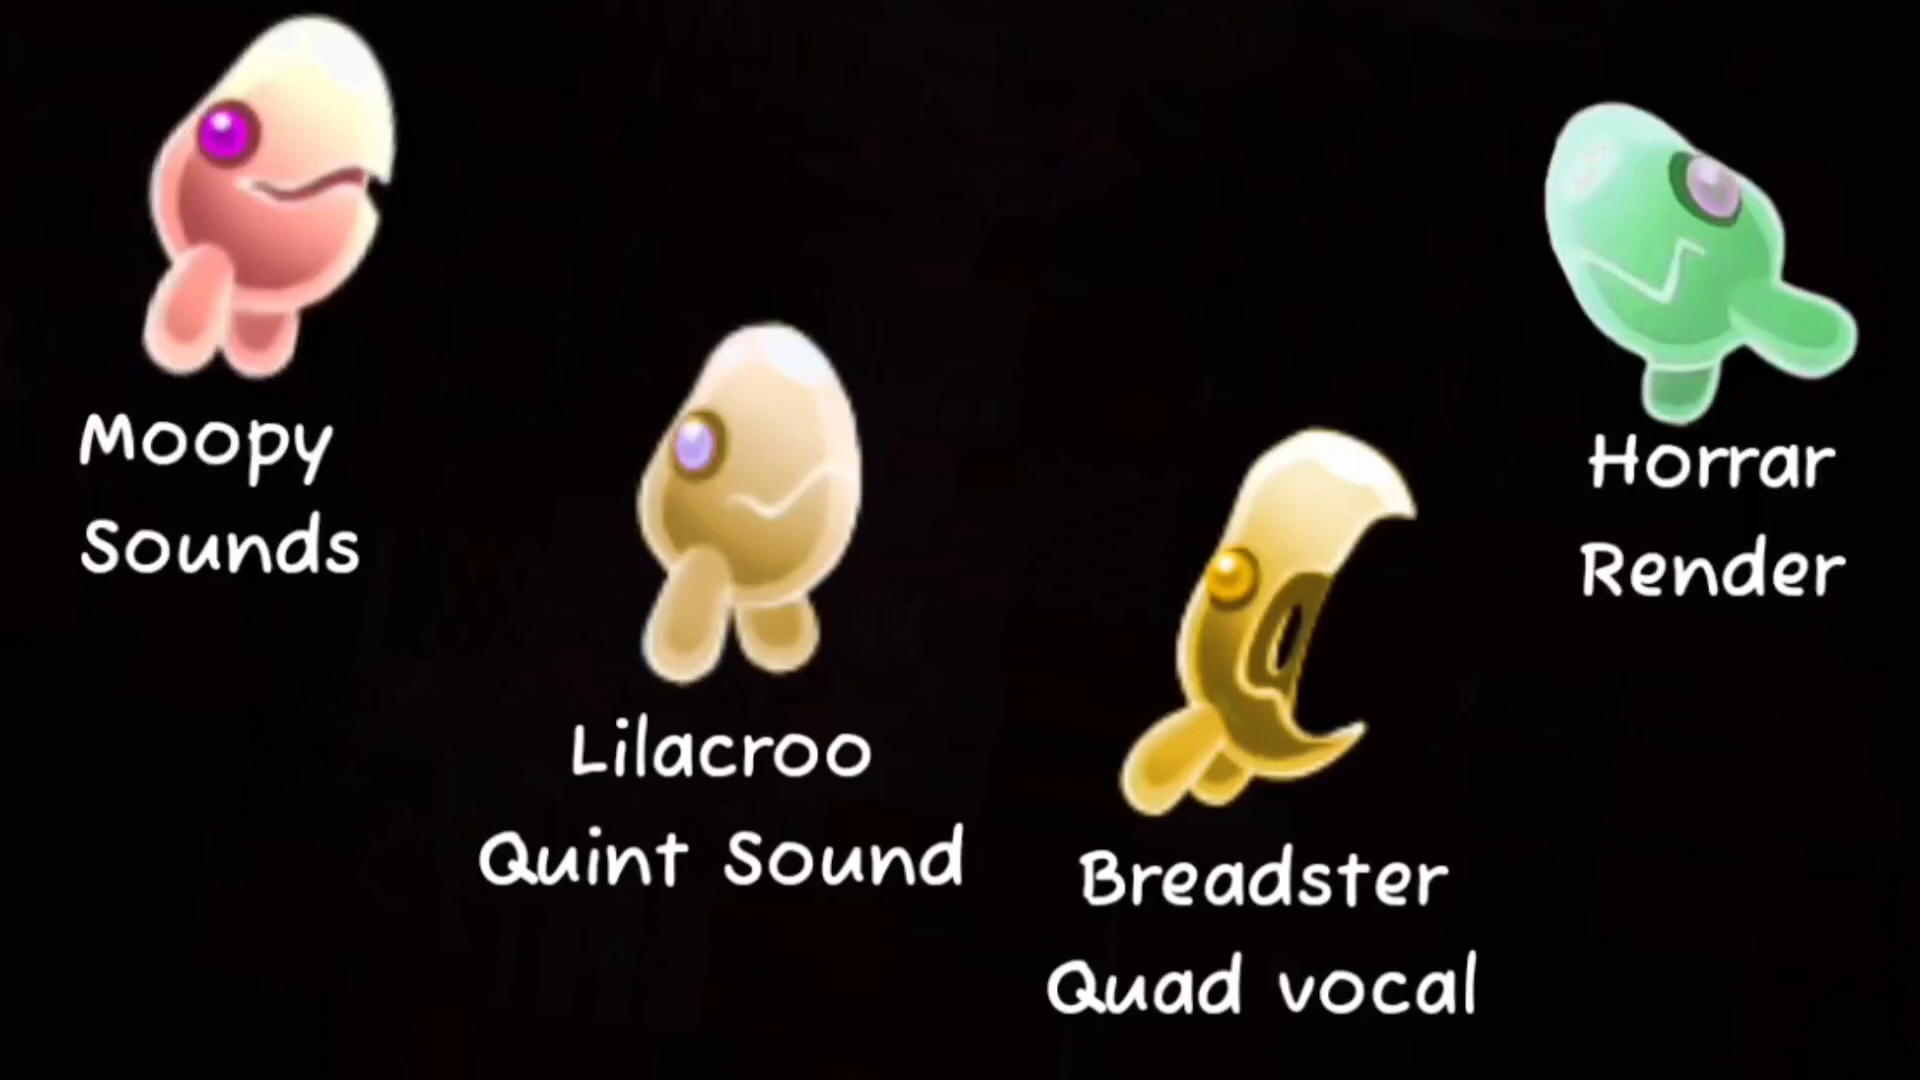 Moopy
Sounds
Lilacroo
Quint Sound
Breadster
Quad vocal
Horrar
Render